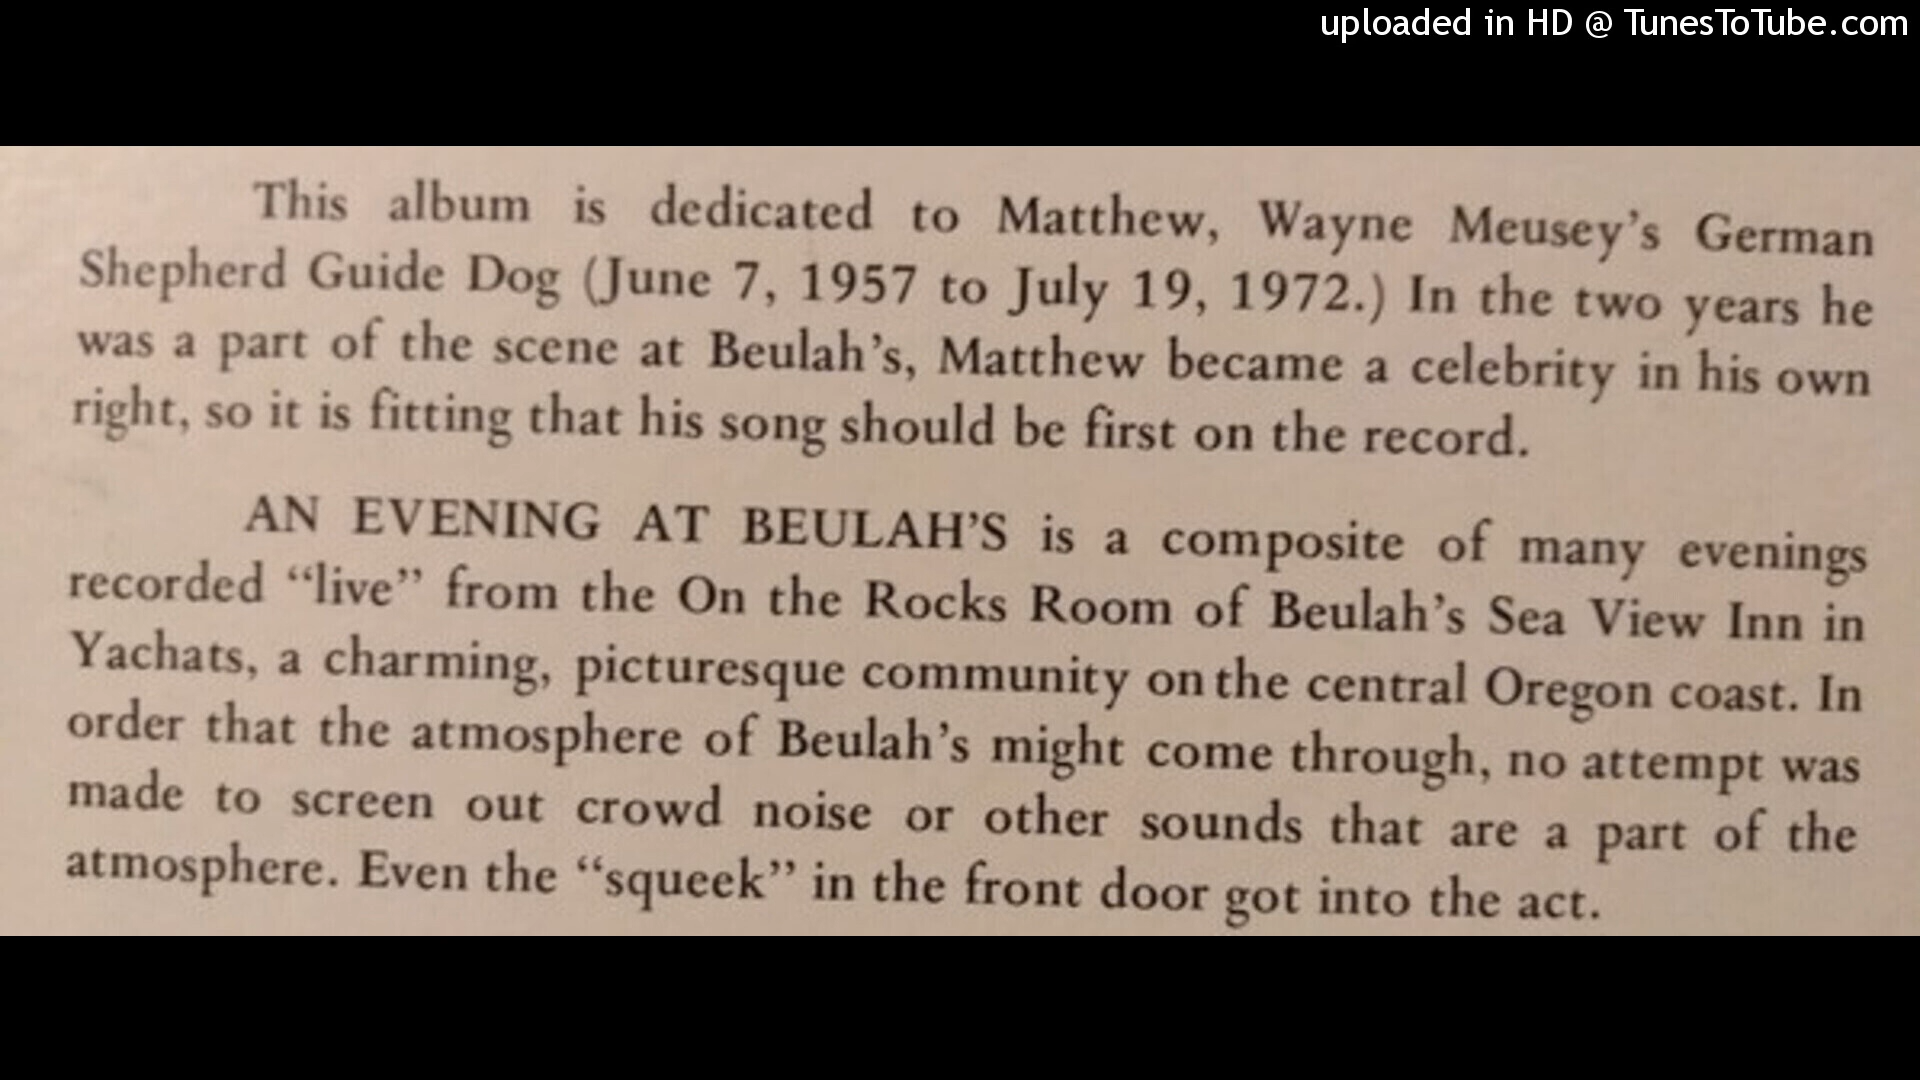 uploaded in HD @ TunesToTube.com
This album is dedicated to Matthew, Wayne Meusey's German
Shepherd Guide Dog (June 7, 1957 to July 19, 1972.) In the two years he
was a part of the scene at Beulah's, Matthew became a celebrity in his own
right, so it is fitting that his song should be first on the record.
AN EVENING AT BEULAH'S is a composite of many evenings
recorded “live” from the On the Rocks Room of Beulah's Sea View Inn in
Yachats, a charming, picturesque community on the central Oregon coast. In
order that the atmosphere of Beulah's might come through, no attempt was
made to screen out crowd noise or other sounds that are a part of the
atmosphere. Even the “squeek” in the front door got into the act.